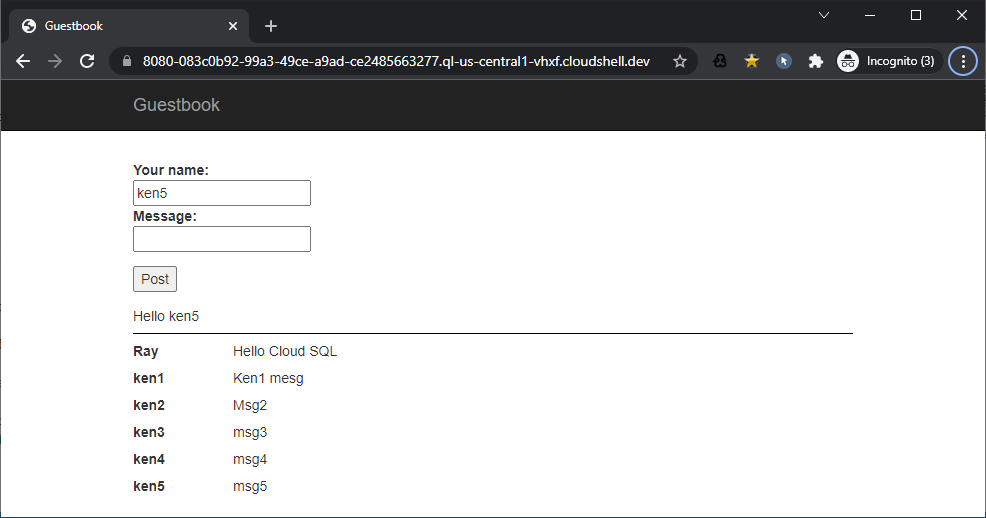 Guestbook
8080-083c0b92-99a3-49ce-a9ad-ce2485663277.ql-us-central1-vhxf.cloudshell.dev Incognito (3)
Guestbook
Your name:
ken5
Message:
Post
Hello ken5
Ray Hello Cloud SQL
ken1 Ken1 mesg
ken2 Msg2
ken3 msg3
ken4 msg4
ken5 msg5